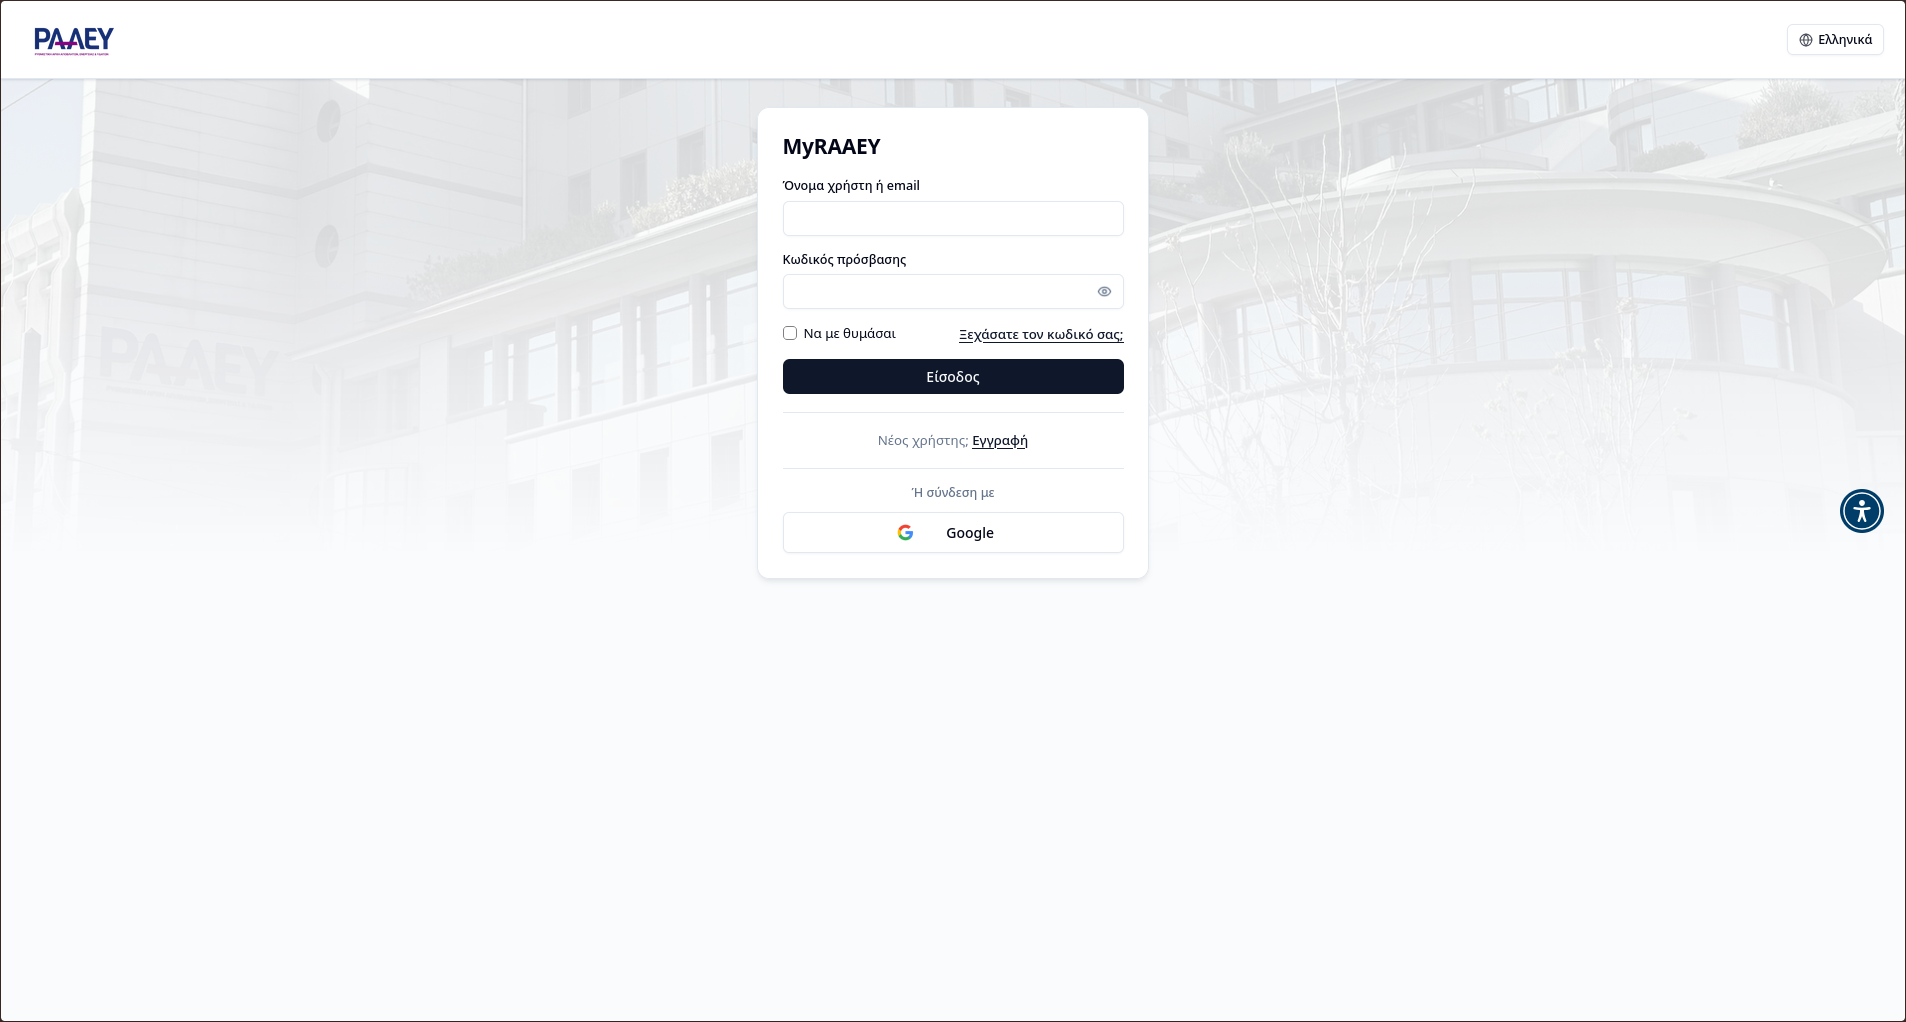 ΡΑΑΕΥ
Ελληνικά
MyRAAEY
Όνομα χρήστη ή email
Κωδικός πρόσβασης
Να με θυμάσαι
Ξεχάσατε τον κωδικό σας;
Είσοδος
Νέος χρήστης; Εγγραφή
Ή σύνδεση με
Google
ΡΑΑΕΥ